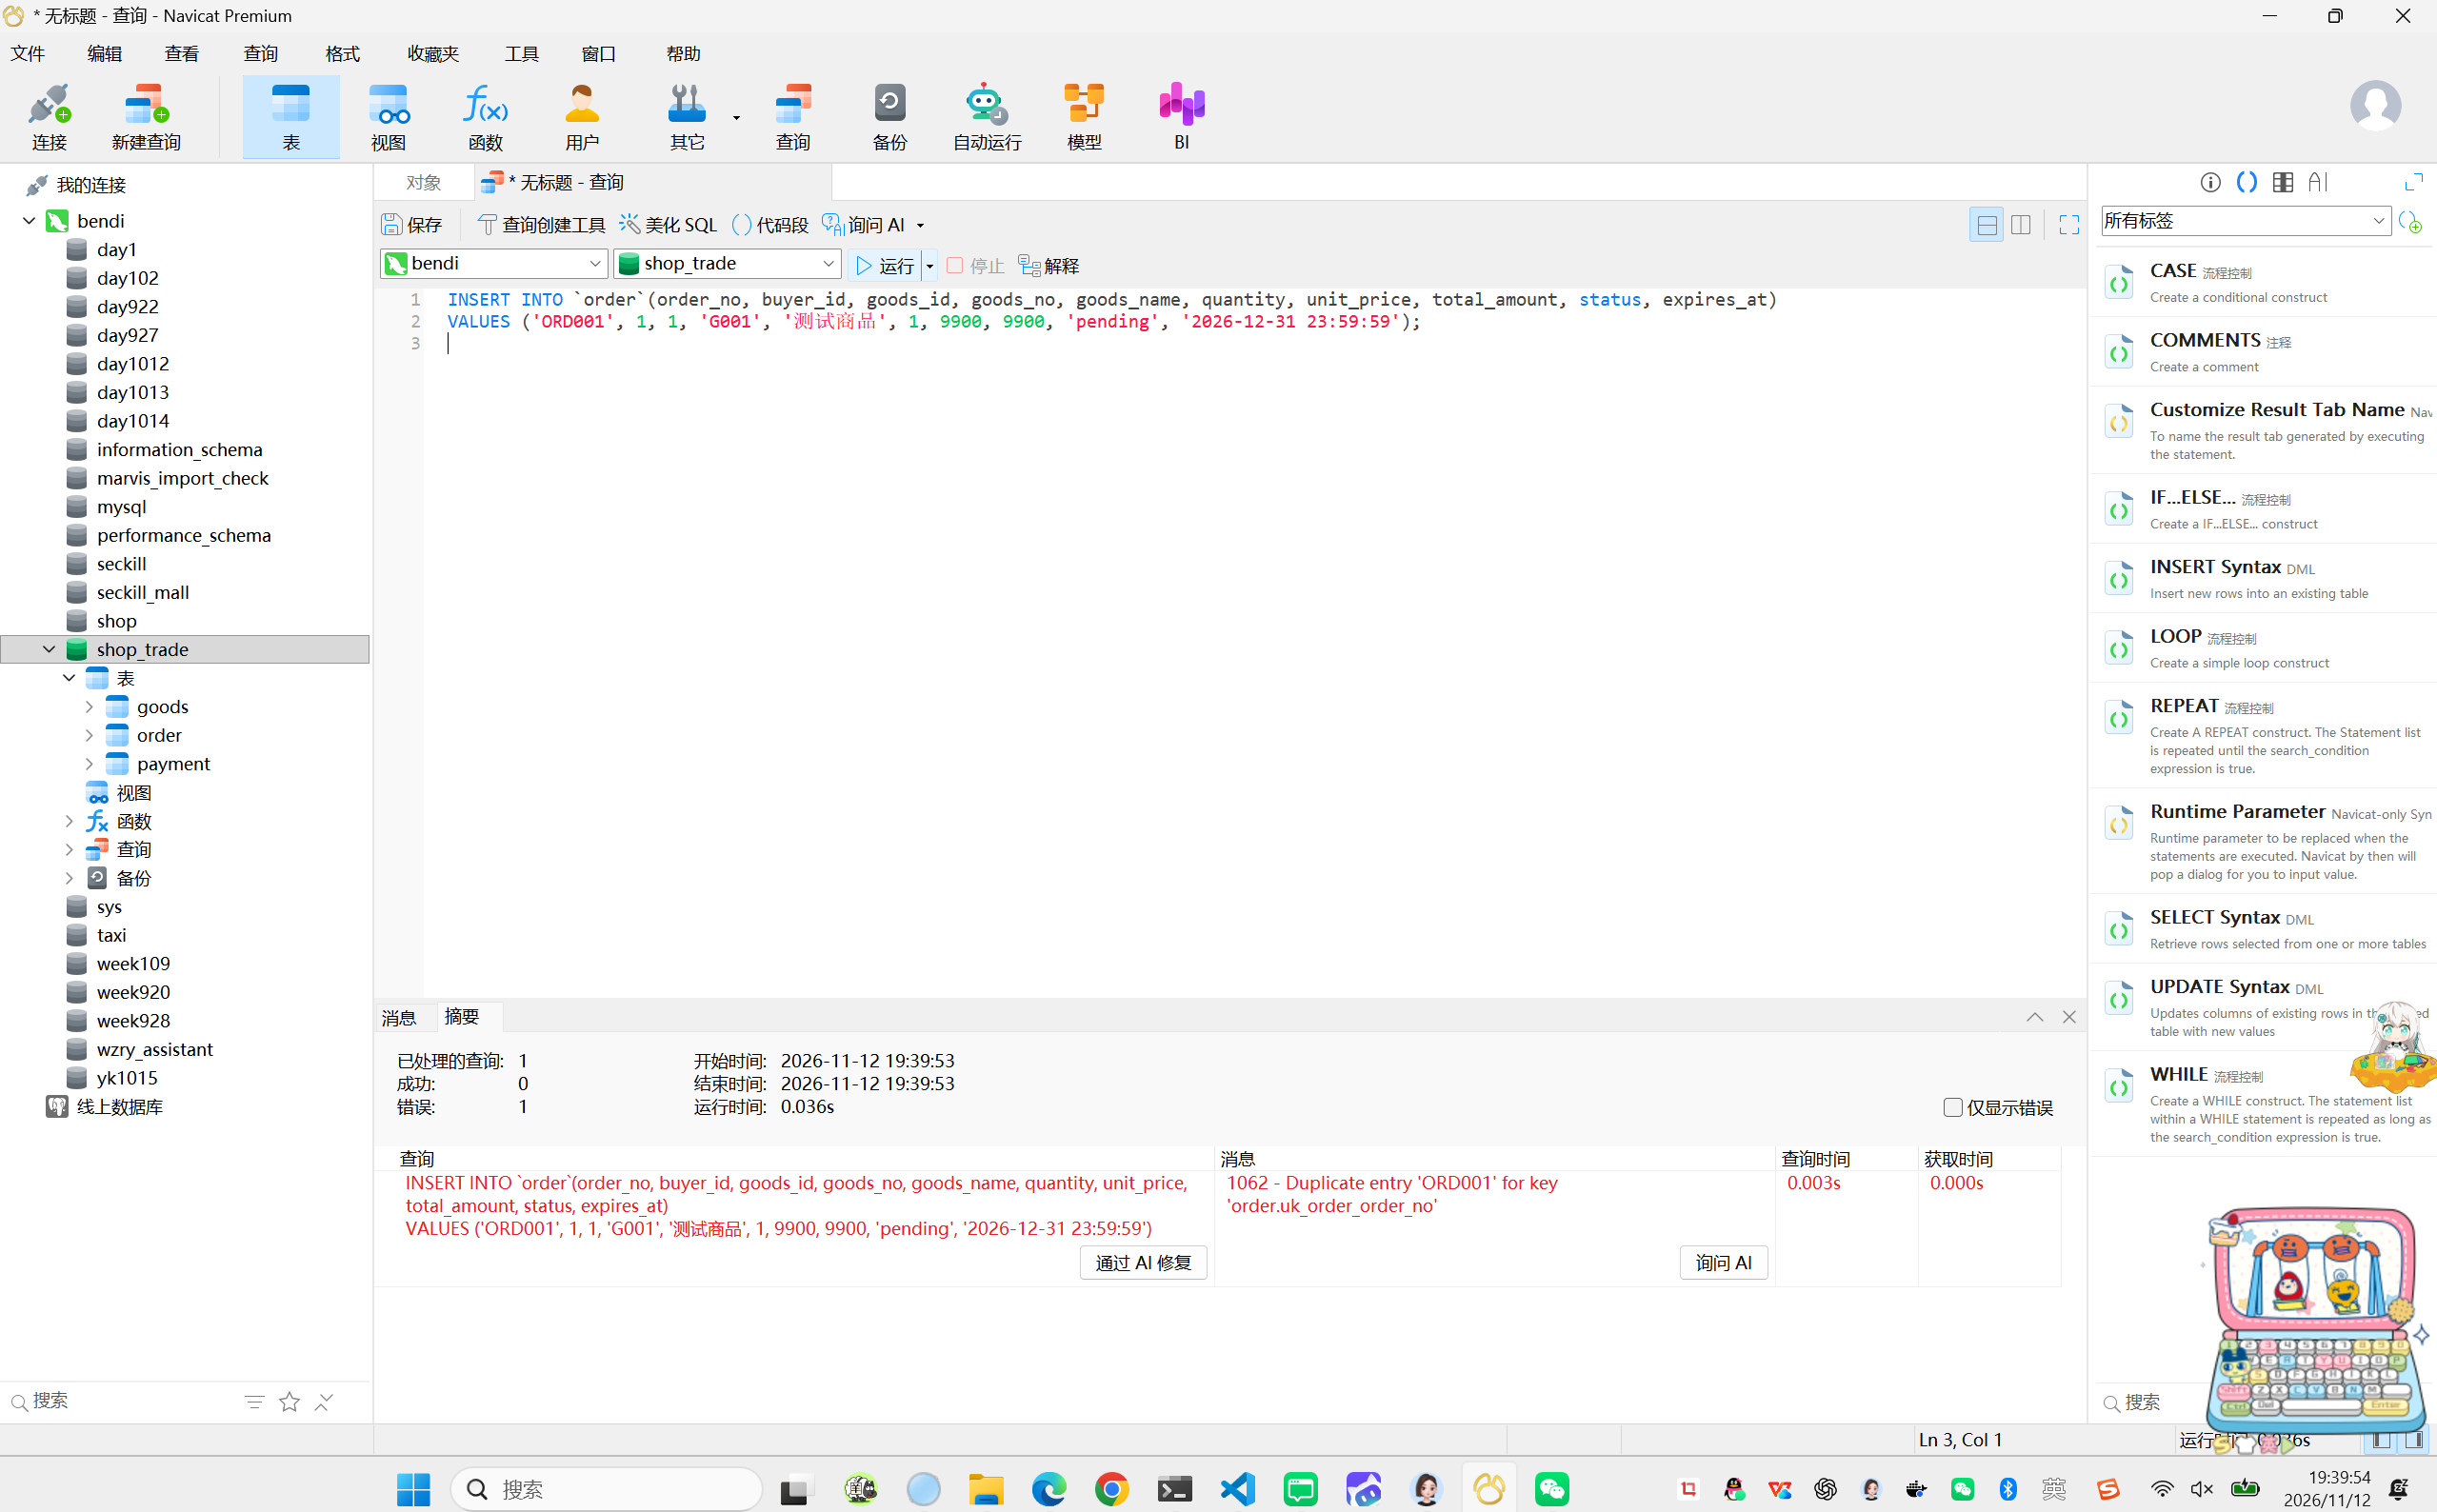 * 无标题 - 查询 - Navicat Premium
文件 编辑 查看 查询 格式 收藏夹 工具 窗口 帮助
连接 新建查询 表 视图 函数 用户 其它 查询 备份 自动运行 模型 BI
我的连接
bendi
day1
day102
day922
day927
day1012
day1013
day1014
information_schema
marvis_import_check
mysql
performance_schema
seckill
seckill_mall
shop
shop_trade
表
goods
order
payment
视图
函数
查询
备份
sys
taxi
week109
week920
week928
wzry_assistant
yk1015
线上数据库
搜索
对象 * 无标题 - 查询
保存 查询创建工具 美化 SQL 代码段 询问 AI
bendi shop_trade 运行 停止 解释
1 INSERT INTO `order`(order_no, buyer_id, goods_id, goods_no, goods_name, quantity, unit_price, total_amount, status, expires_at)
2 VALUES ('ORD001', 1, 1, 'G001', '测试商品', 1, 9900, 9900, 'pending', '2026-12-31 23:59:59');
3
消息 摘要
已处理的查询: 1 开始时间: 2026-11-12 19:39:53
成功: 0 结束时间: 2026-11-12 19:39:53
错误: 1 运行时间: 0.036s
仅显示错误
查询 消息 查询时间 获取时间
INSERT INTO `order`(order_no, buyer_id, goods_id, goods_no, goods_name, quantity, unit_price,
total_amount, status, expires_at)
VALUES ('ORD001', 1, 1, 'G001', '测试商品', 1, 9900, 9900, 'pending', '2026-12-31 23:59:59')
通过 AI 修复
1062 - Duplicate entry 'ORD001' for key
'order.uk_order_order_no'
询问 AI
0.003s 0.000s
AI
所有标签
CASE 流程控制
Create a conditional construct
COMMENTS 注释
Create a comment
Customize Result Tab Name Nav
To name the result tab generated by executing
the statement.
IF...ELSE... 流程控制
Create a IF...ELSE... construct
INSERT Syntax DML
Insert new rows into an existing table
LOOP 流程控制
Create a simple loop construct
REPEAT 流程控制
Create A REPEAT construct. The Statement list
is repeated until the search_condition
expression is true.
Runtime Parameter Navicat-only Syn
Runtime parameter to be replaced when the
statements are executed. Navicat by then will
pop a dialog for you to input value.
SELECT Syntax DML
Retrieve rows selected from one or more tables
UPDATE Syntax DML
Updates columns of existing rows in
table with new values
WHILE 流程控制
Create a WHILE construct. The statement list
within a WHILE statement is repeated as long as
the search_condition expression is true.
搜索
Ln 3, Col 1
搜索
英
19:39:54
2026/11/12